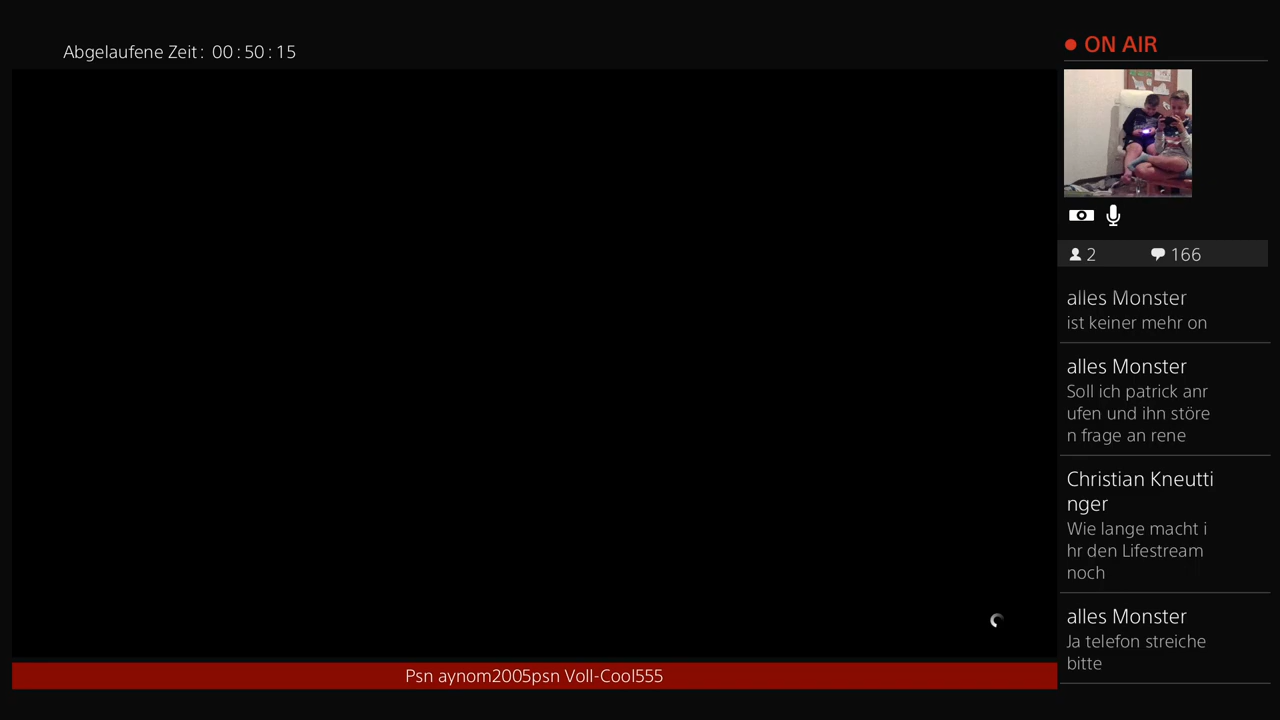 Abgelaufene Zeit: 00:50:15
ON AIR
2
166
alles Monster
ist keiner mehr on
alles Monster
Soll ich patrick anr
ufen und ihn störe
n frage an rene
Christian Kneutti
nger
Wie lange macht i
hr den Lifestream
noch
alles Monster
Ja telefon streiche
bitte
Psn aynom2005psn Voll-Cool555